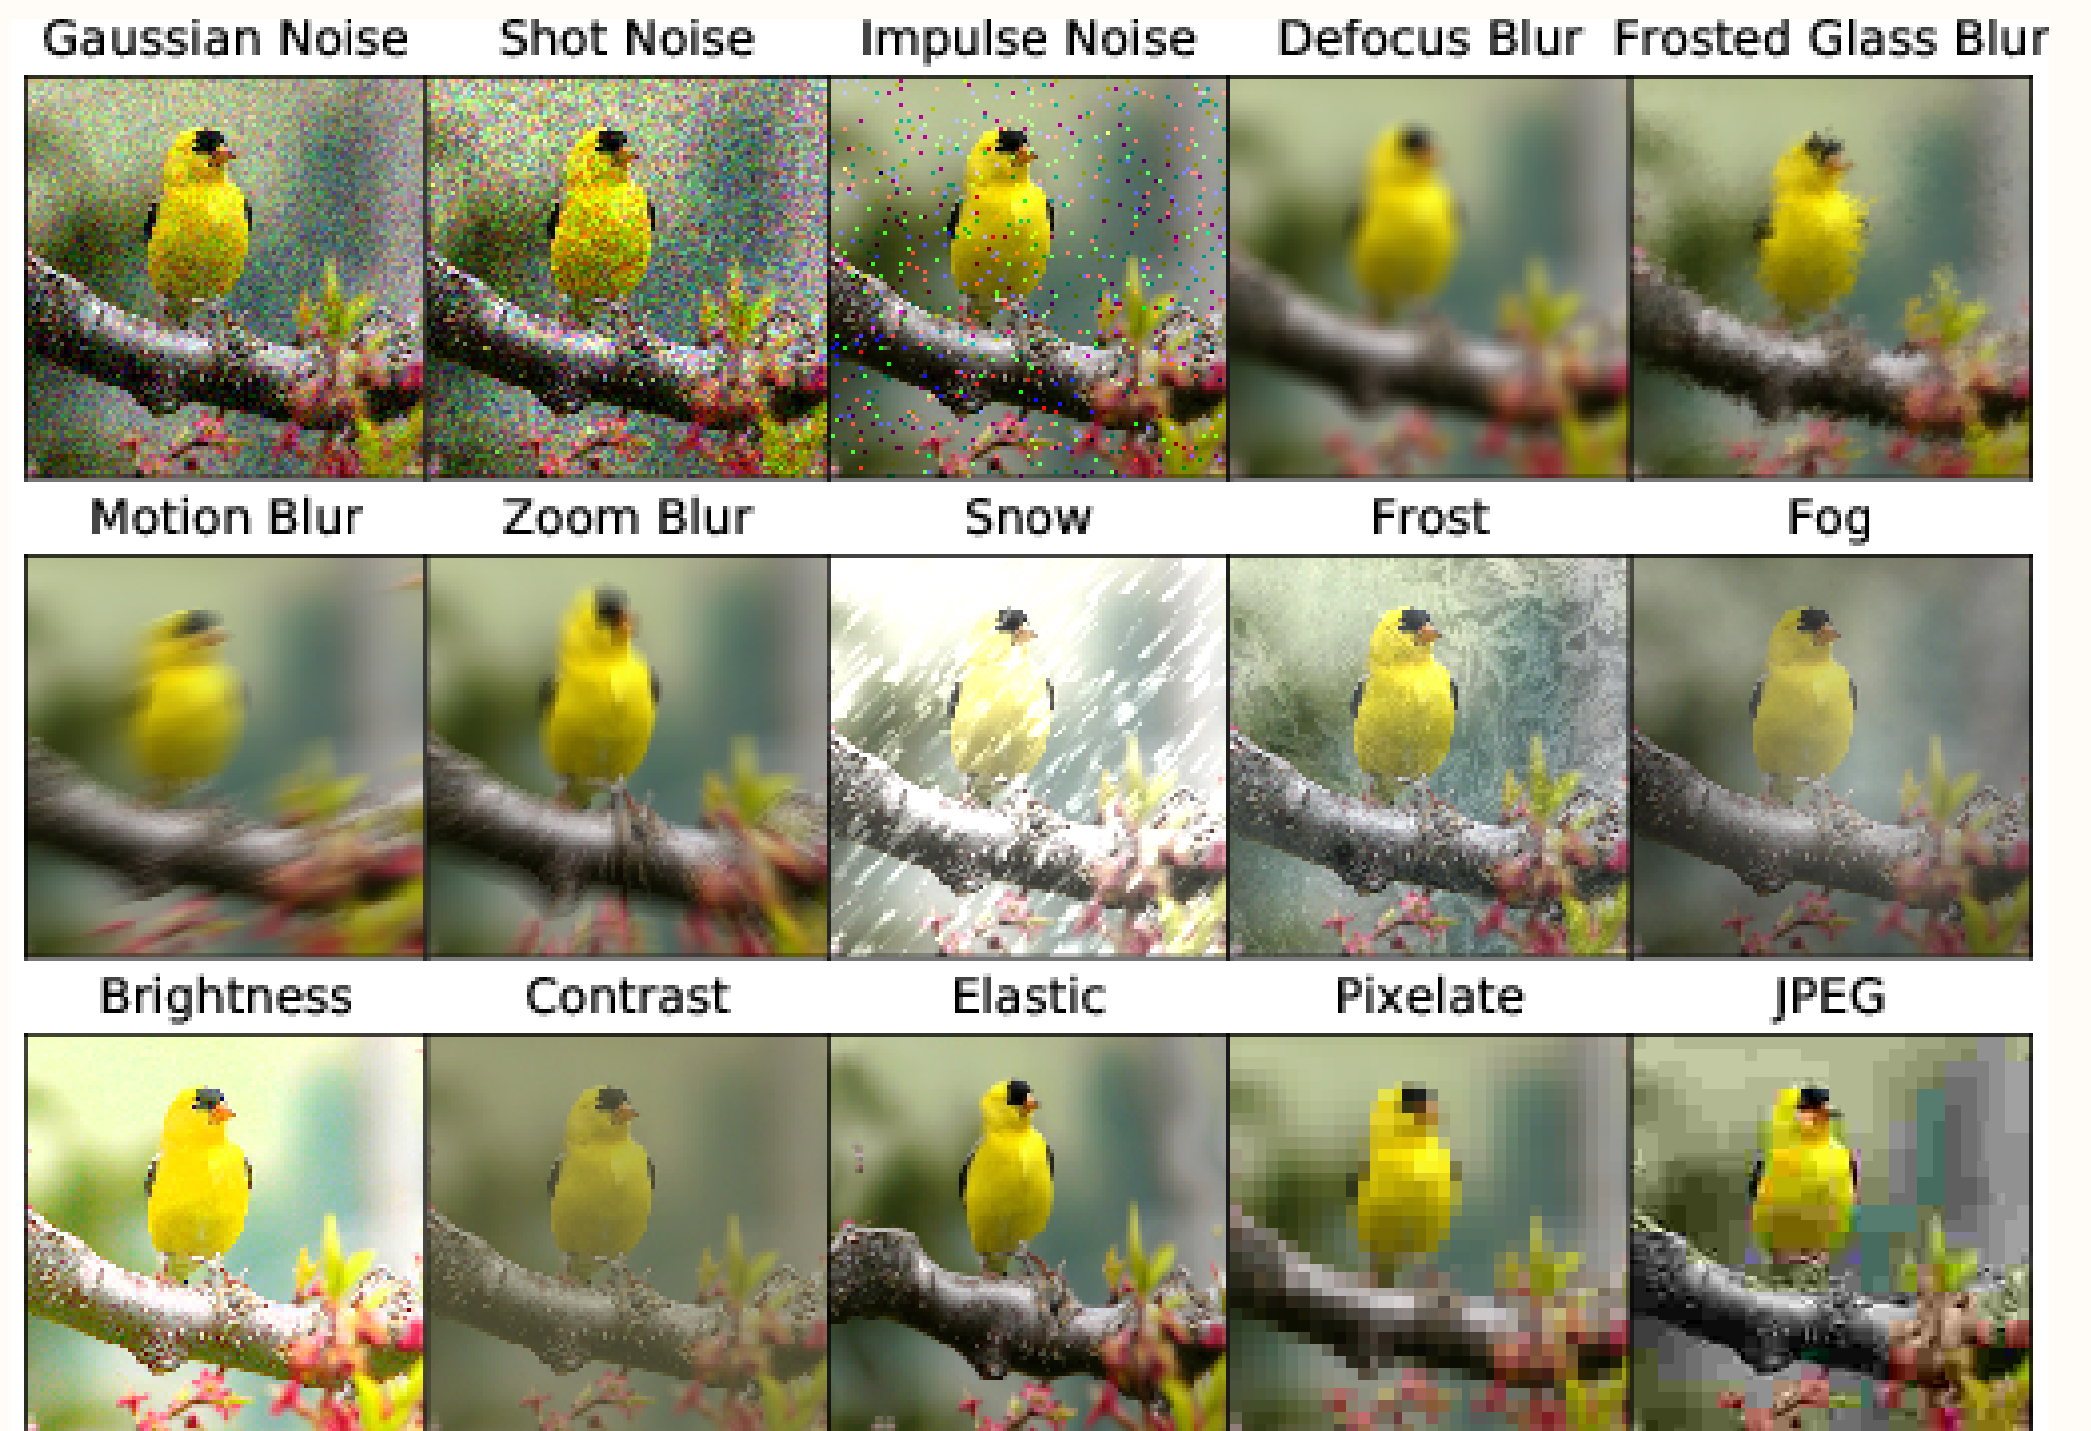 Gaussian Noise Shot Noise Impulse Noise Defocus Blur Frosted Glass Blur
Motion Blur Zoom Blur Snow Frost Fog
Brightness Contrast Elastic Pixelate JPEG